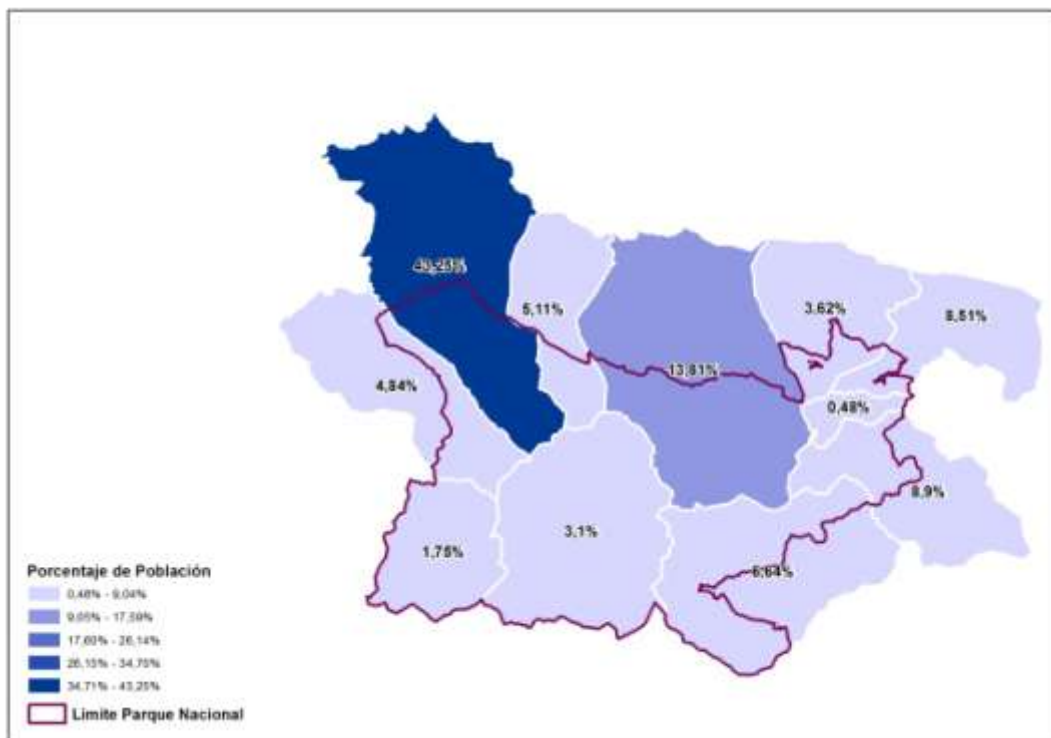 43,25%
5,11%
3,62%
8,51%
13,81%
4,84%
0,48%
8,9%
3,1%
1,75%
6,64%
Porcentaje de Población
0,48% - 9,04%
9,05% - 17,59%
17,60% - 26,14%
26,15% - 34,70%
34,71% - 43,25%
Limite Parque Nacional